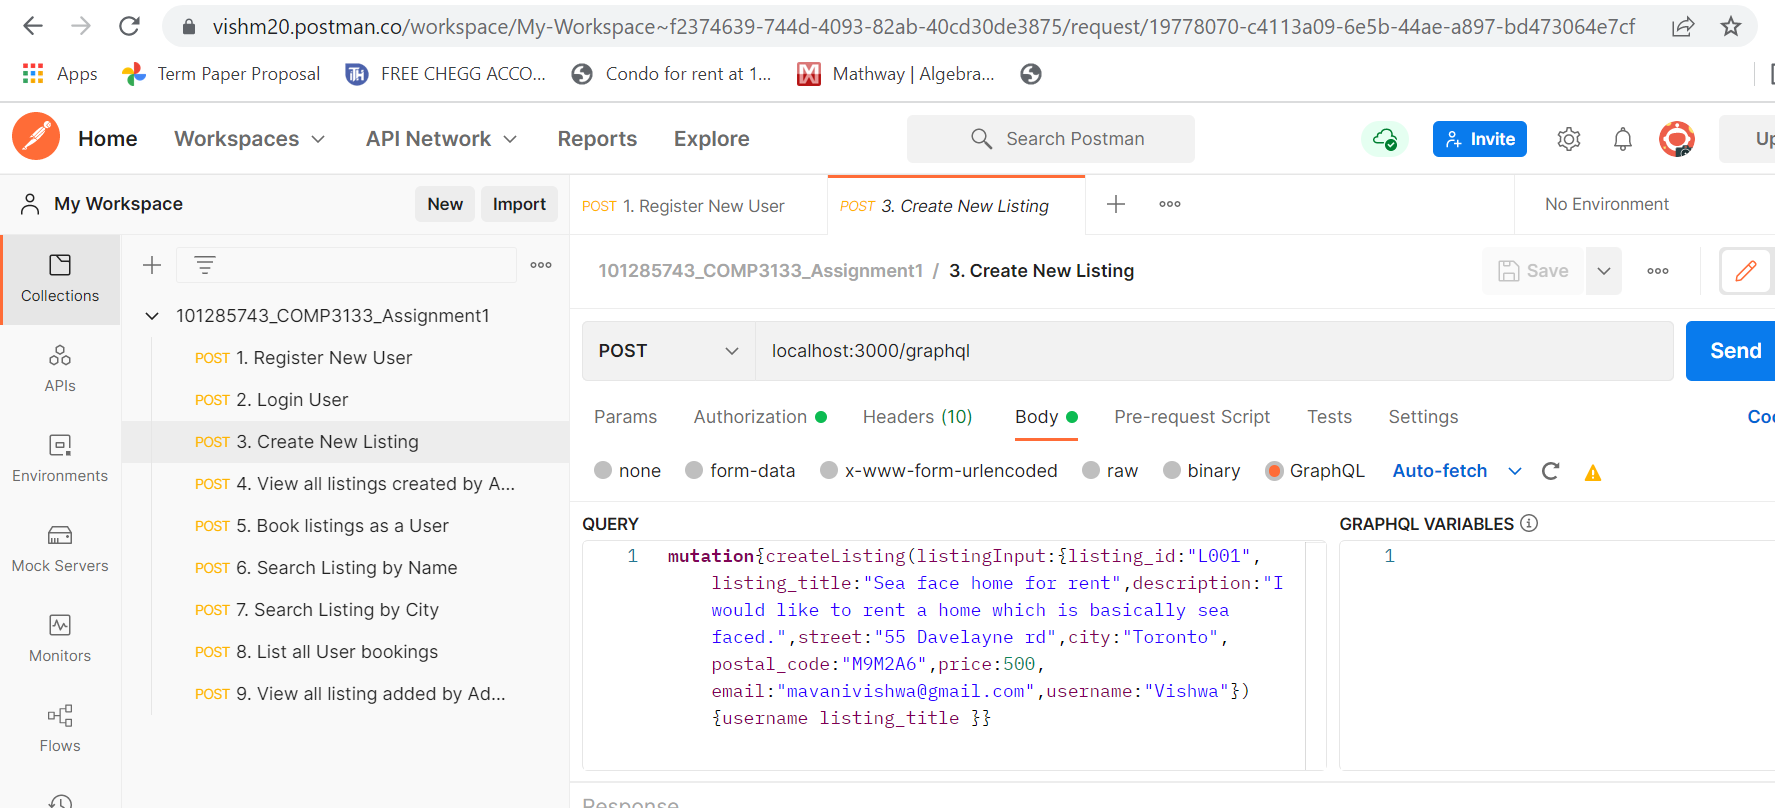 vishm20.postman.co/workspace/My-Workspace~f2374639-744d-4093-82ab-40cd30de3875/request/19778070-c4113a09-6e5b-44ae-a897-bd473064e7cf
Apps Term Paper Proposal FREE CHEGG ACCO... Condo for rent at 1... Mathway | Algebra...
Home Workspaces API Network Reports Explore Search Postman Invite Up
My Workspace New Import
POST 1. Register New User POST 3. Create New Listing No Environment
Collections
APIs
Environments
Mock Servers
Monitors
Flows
101285743_COMP3133_Assignment1
POST 1. Register New User
POST 2. Login User
POST 3. Create New Listing
POST 4. View all listings created by A...
POST 5. Book listings as a User
POST 6. Search Listing by Name
POST 7. Search Listing by City
POST 8. List all User bookings
POST 9. View all listing added by Ad...
101285743_COMP3133_Assignment1 / 3. Create New Listing Save
POST localhost:3000/graphql Send
Params Authorization Headers (10) Body Pre-request Script Tests Settings Coo
none form-data x-www-form-urlencoded raw binary GraphQL Auto-fetch
QUERY GRAPHQL VARIABLES
1 mutation{createListing(listingInput:{listing_id:"L001", 1
listing_title:"Sea face home for rent",description:"I
would like to rent a home which is basically sea
faced.",street:"55 Davelayne rd",city:"Toronto",
postal_code:"M9M2A6",price:500,
email:"mavanivishwa@gmail.com",username:"Vishwa"})
{username listing_title }}
Response